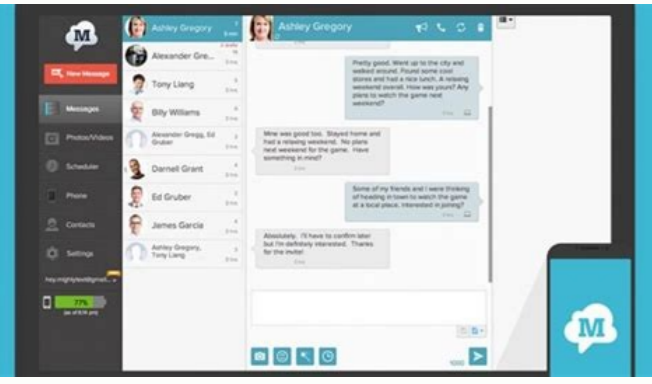 M
New Message
Messages
Photos/Videos
Scheduler
Phone
Contacts
Settings
77%
Ashley Gregory
Alexander Gre...
Tony Liang
Billy Williams
Alexander Gregg, Ed
Gruber
Darnell Grant
Ed Gruber
James Garcia
Ashley Gregory,
Tony Liang
Ashley Gregory
Pretty good. Went up to the city and
walked around. Found some cool
stores and had a nice lunch. A relaxing
weekend overall. How was yours? Any
plans to watch the game next
weekend?
Mine was good too. Stayed home and
had a relaxing weekend. No plans
next weekend for the game. Have
something in mind?
Some of my friends and I were thinking
of heading in town to watch the game
at a local place. Interested in joining?
Absolutely. I'll have to confirm later
but I'm definitely interested. Thanks
for the invite!
M